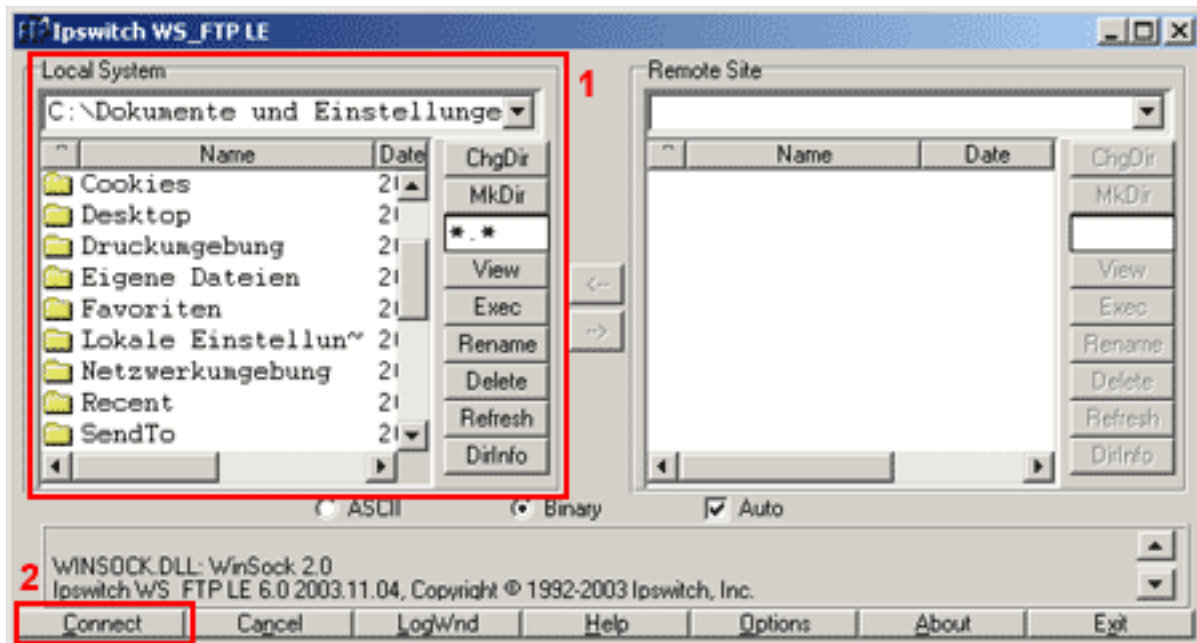 Ipswitch WS_FTP LE
Local System
1
Remote Site
C:\Dokumente und Einstellunge
^ Name Date
ChgDir
MkDir
*.*
View
Exec
Rename
Delete
Refresh
DirInfo
Cookies
Desktop
Druckumgebung
Eigene Dateien
Favoriten
Lokale Einstellun~
Netzwerkumgebung
Recent
SendTo
<--
-->
^ Name Date
ChgDir
MkDir
View
Exec
Rename
Delete
Refresh
DirInfo
ASCII Binary Auto
WINSOCK.DLL: WinSock 2.0
2
Ipswitch WS_FTP LE 6.0 2003.11.04, Copyright © 1992-2003 Ipswitch, Inc.
Connect Cancel LogWnd Help Options About Exit